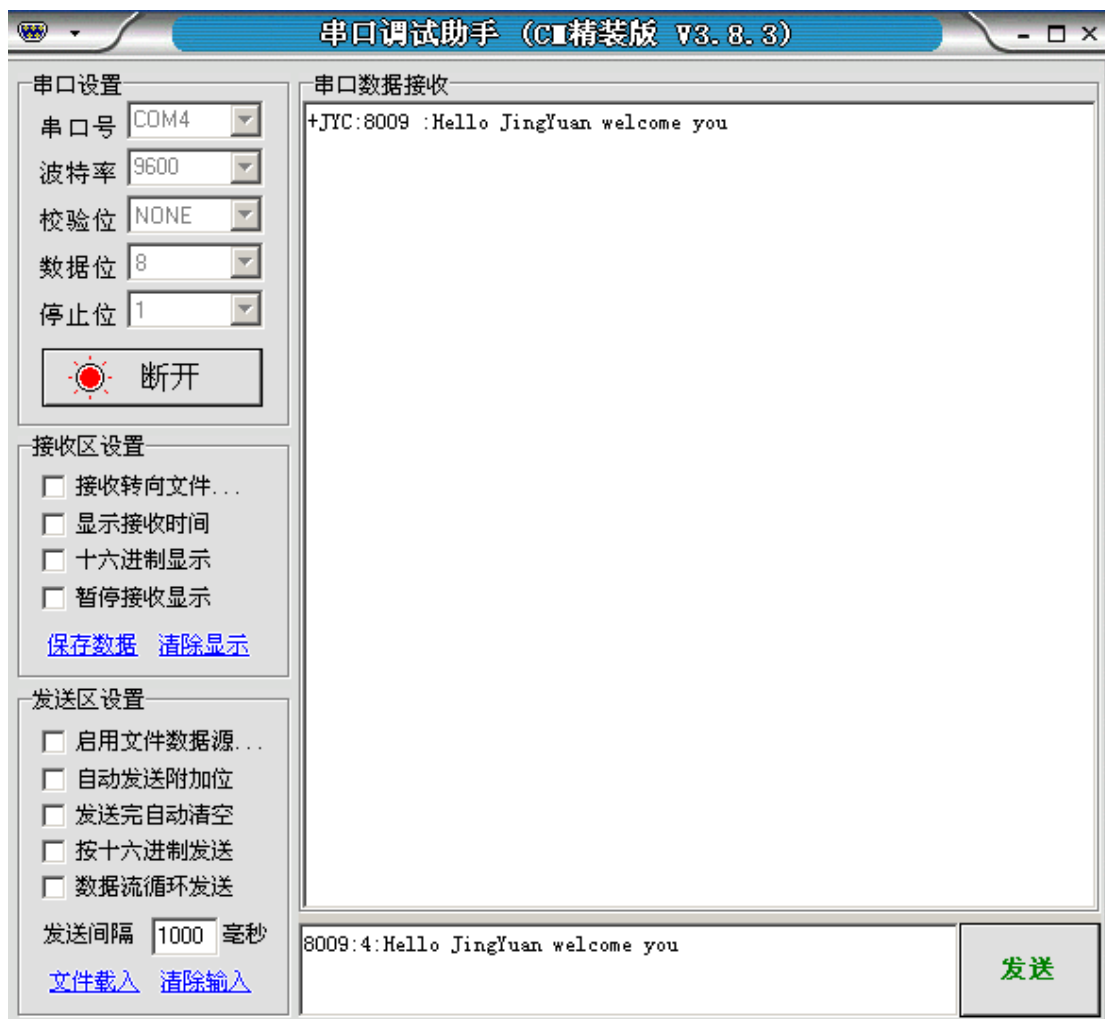 串口调试助手 (CM精装版 V3.8.3)
串口设置
串口号 COM4
波特率 9600
校验位 NONE
数据位 8
停止位 1
断开
接收区设置
接收转向文件...
显示接收时间
十六进制显示
暂停接收显示
保存数据 清除显示
发送区设置
启用文件数据源...
自动发送附加位
发送完自动清空
按十六进制发送
数据流循环发送
发送间隔 1000 毫秒
文件载入 清除输入
串口数据接收
+JYC:8009 :Hello JingYuan welcome you
8009:4:Hello JingYuan welcome you
发送